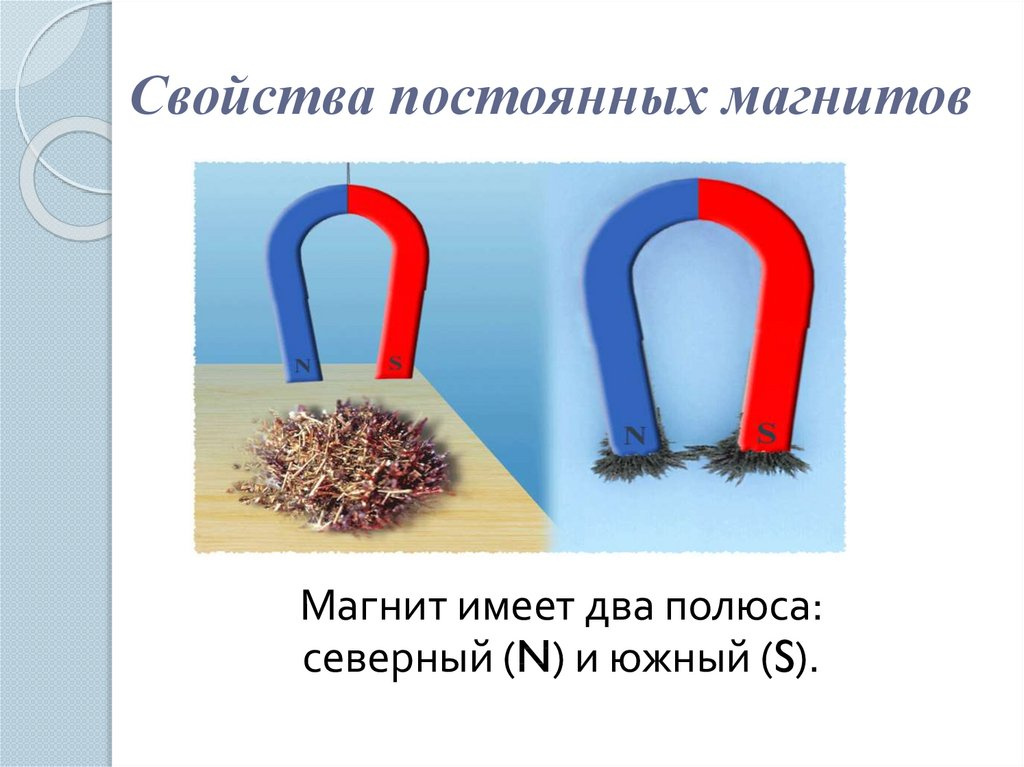 Свойства постоянных магнитов
N
S
N
S
Магнит имеет два полюса:
северный (N) и южный (S).